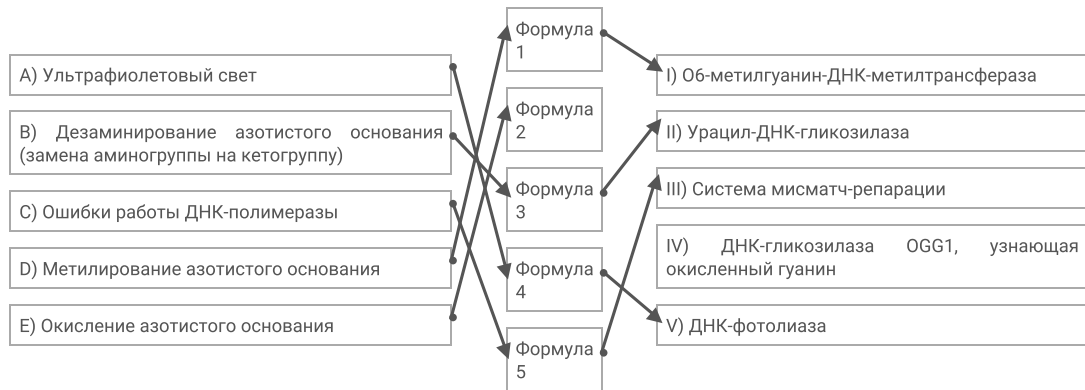 A) Ультрафиолетовый свет
B) Дезаминирование азотистого основания
(замена аминогруппы на кетогруппу)
C) Ошибки работы ДНК-полимеразы
D) Метилирование азотистого основания
E) Окисление азотистого основания
Формула
1
Формула
2
Формула
3
Формула
4
Формула
5
I) О6-метилгуанин-ДНК-метилтрансфераза
II) Урацил-ДНК-гликозилаза
III) Система мисматч-репарации
IV) ДНК-гликозилаза OGG1, узнающая
окисленный гуанин
V) ДНК-фотолиаза